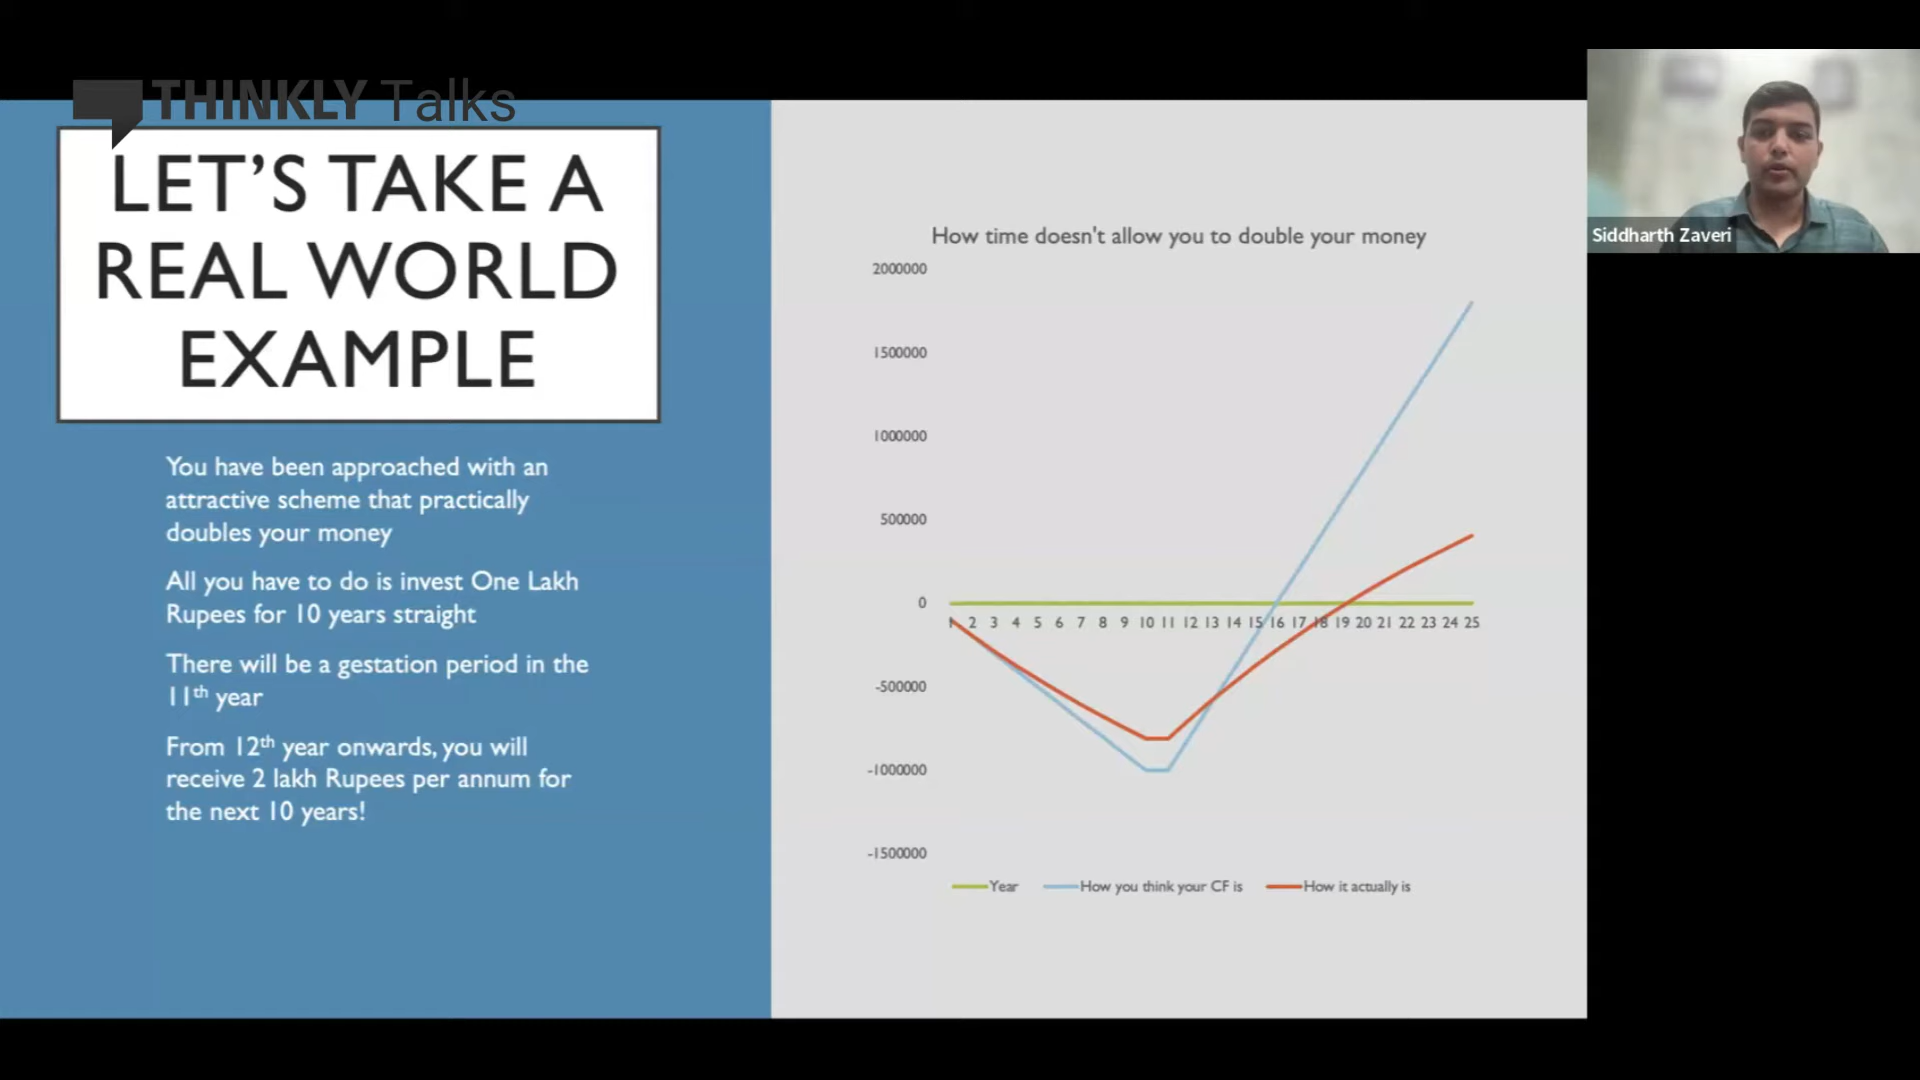 THINKLY Talks
LET'S TAKE A
REAL WORLD
EXAMPLE
You have been approached with an
attractive scheme that practically
doubles your money
All you have to do is invest One Lakh
Rupees for 10 years straight
There will be a gestation period in the
11th year
From 12th year onwards, you will
receive 2 lakh Rupees per annum for
the next 10 years!
How time doesn't allow you to double your money
2000000
1500000
1000000
500000
0
1 2 3 4 5 6 7 8 9 10 11 12 13 14 15 16 17 18 19 20 21 22 23 24 25
-500000
-1000000
-1500000
Year How you think your CF is How it actually is
Siddharth Zaveri